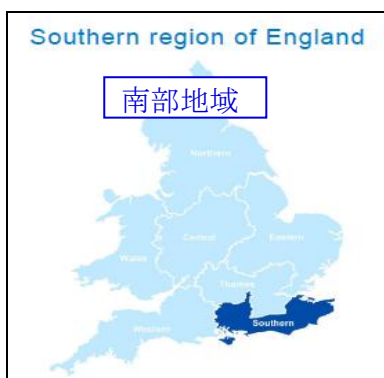 Southern region of England
南部地域
Northern
Central
Eastern
Wales
Thames
Southern
Western